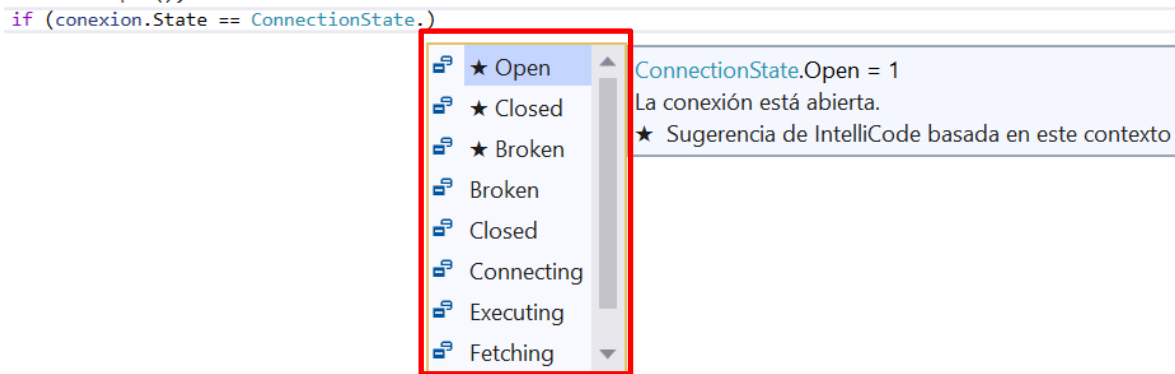 if (conexion.State == ConnectionState.)
★ Open
★ Closed
★ Broken
Broken
Closed
Connecting
Executing
Fetching
ConnectionState.Open = 1
La conexión está abierta.
★ Sugerencia de IntelliCode basada en este contexto